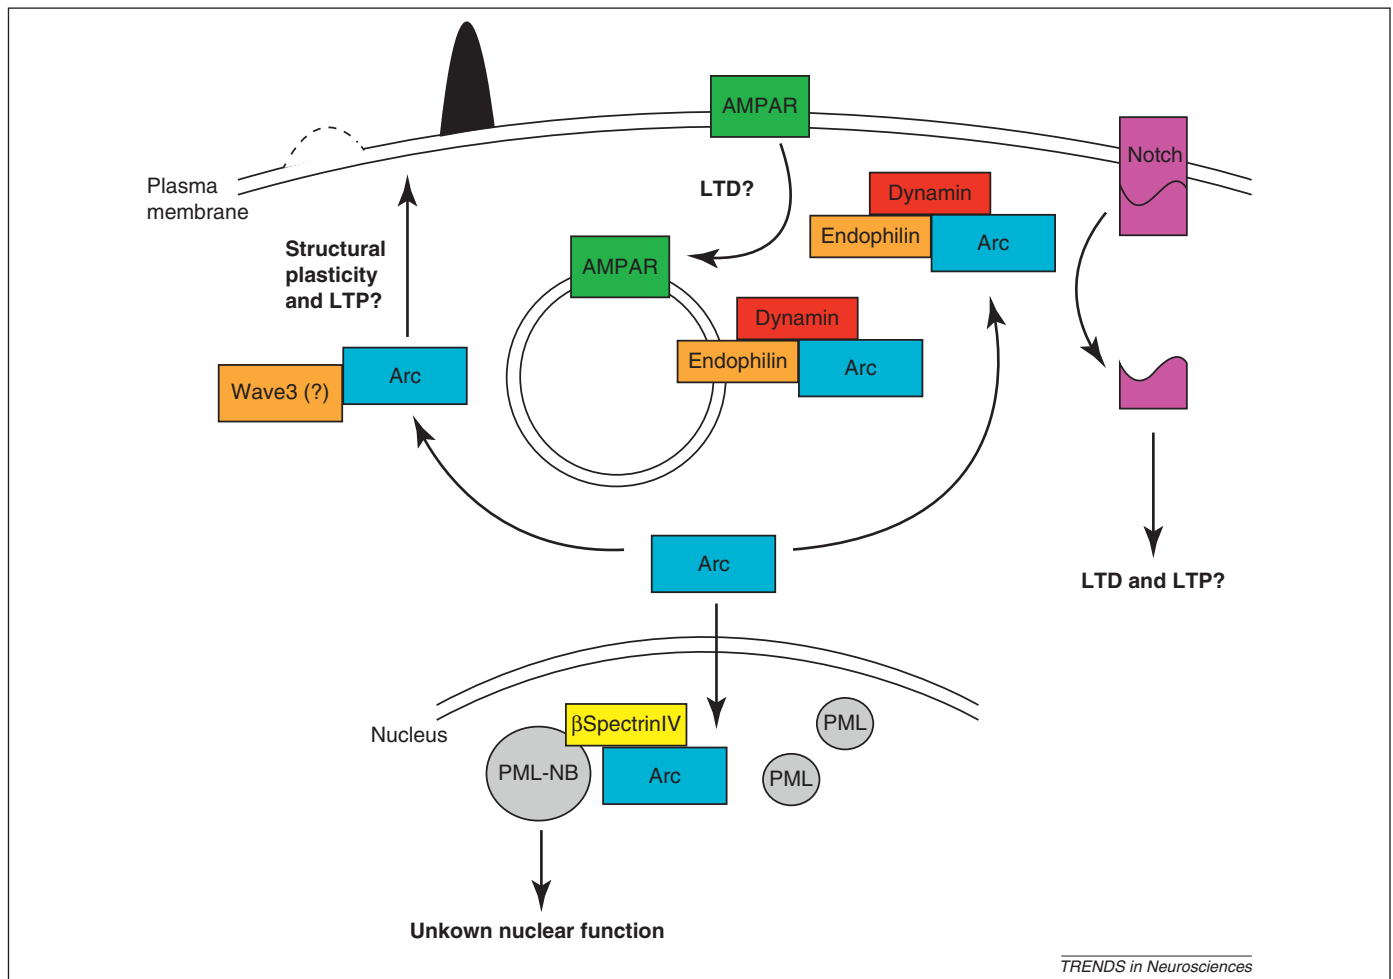 AMPAR
Notch
Plasma
membrane
LTD?
Dynamin
Endophilin
Arc
Structural
plasticity
and LTP?
AMPAR
Dynamin
Endophilin
Arc
Wave3 (?)
Arc
Arc
LTD and LTP?
Nucleus
βSpectrinIV
PML-NB
Arc
PML
PML
Unkown nuclear function
TRENDS in Neurosciences